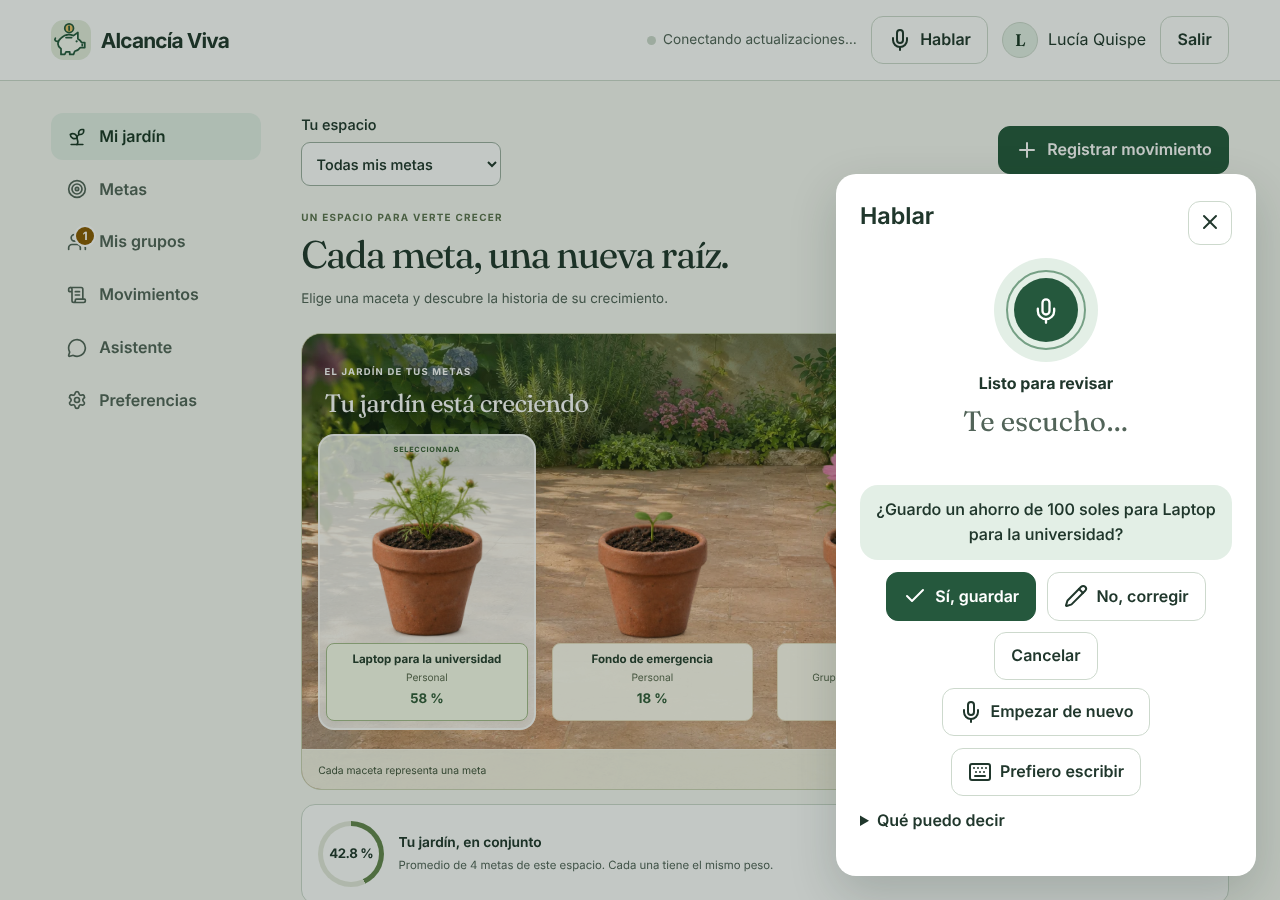 Alcancía Viva
Conectando actualizaciones...
Hablar
L
Lucía Quispe
Salir
Mi jardín
Metas
1
Mis grupos
Movimientos
Asistente
Preferencias
Tu espacio
Todas mis metas
Registrar movimiento
UN ESPACIO PARA VERTE CRECER
Cada meta, una nueva raíz.
Elige una maceta y descubre la historia de su crecimiento.
EL JARDÍN DE TUS METAS
Tu jardín está creciendo
SELECCIONADA
Laptop para la universidad
Personal
58 %
Fondo de emergencia
Personal
18 %
Cada maceta representa una meta
42.8 %
Tu jardín, en conjunto
Promedio de 4 metas de este espacio. Cada una tiene el mismo peso.
Hablar
Listo para revisar
Te escucho...
¿Guardo un ahorro de 100 soles para Laptop
para la universidad?
Sí, guardar
No, corregir
Cancelar
Empezar de nuevo
Prefiero escribir
Qué puedo decir